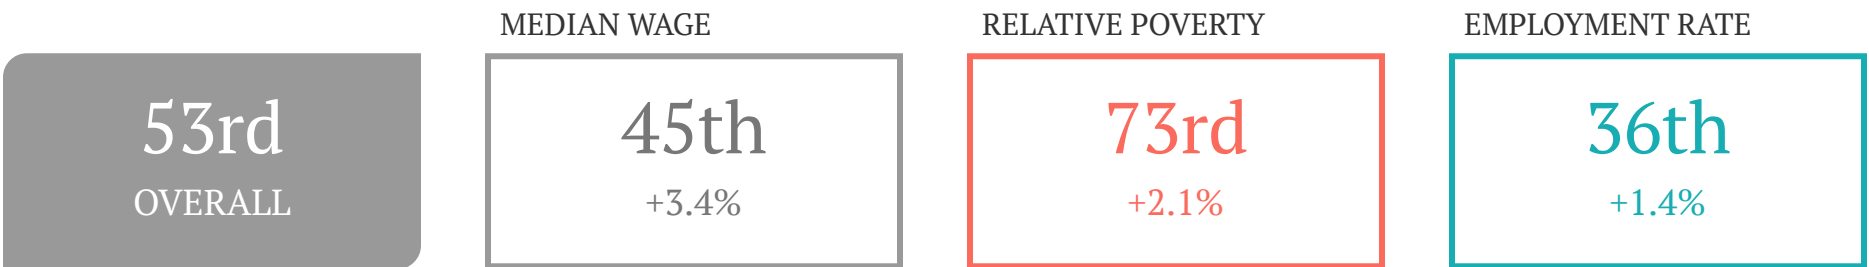 MEDIAN WAGE
RELATIVE POVERTY
EMPLOYMENT RATE
53rd
OVERALL
45th
+3.4%
73rd
+2.1%
36th
+1.4%